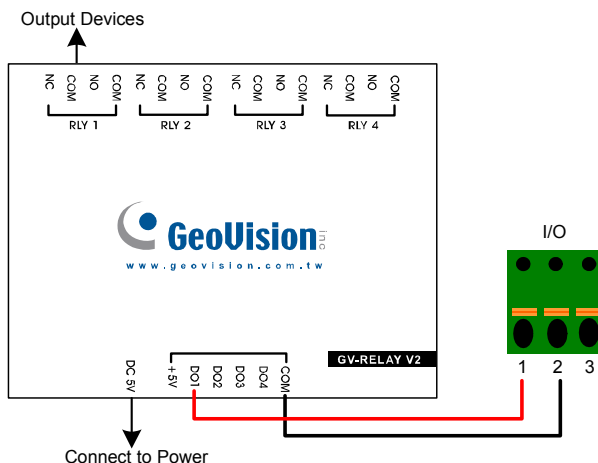 Output Devices
NC COM NO COM NC COM NO COM NC COM NO COM NC COM NO COM
RLY 1 RLY 2 RLY 3 RLY 4
GeoVision inc
www.geovision.com.tw
I/O
GV-RELAY V2
DC 5V +5V DO1 DO2 DO3 DO4 COM
1 2 3
Connect to Power